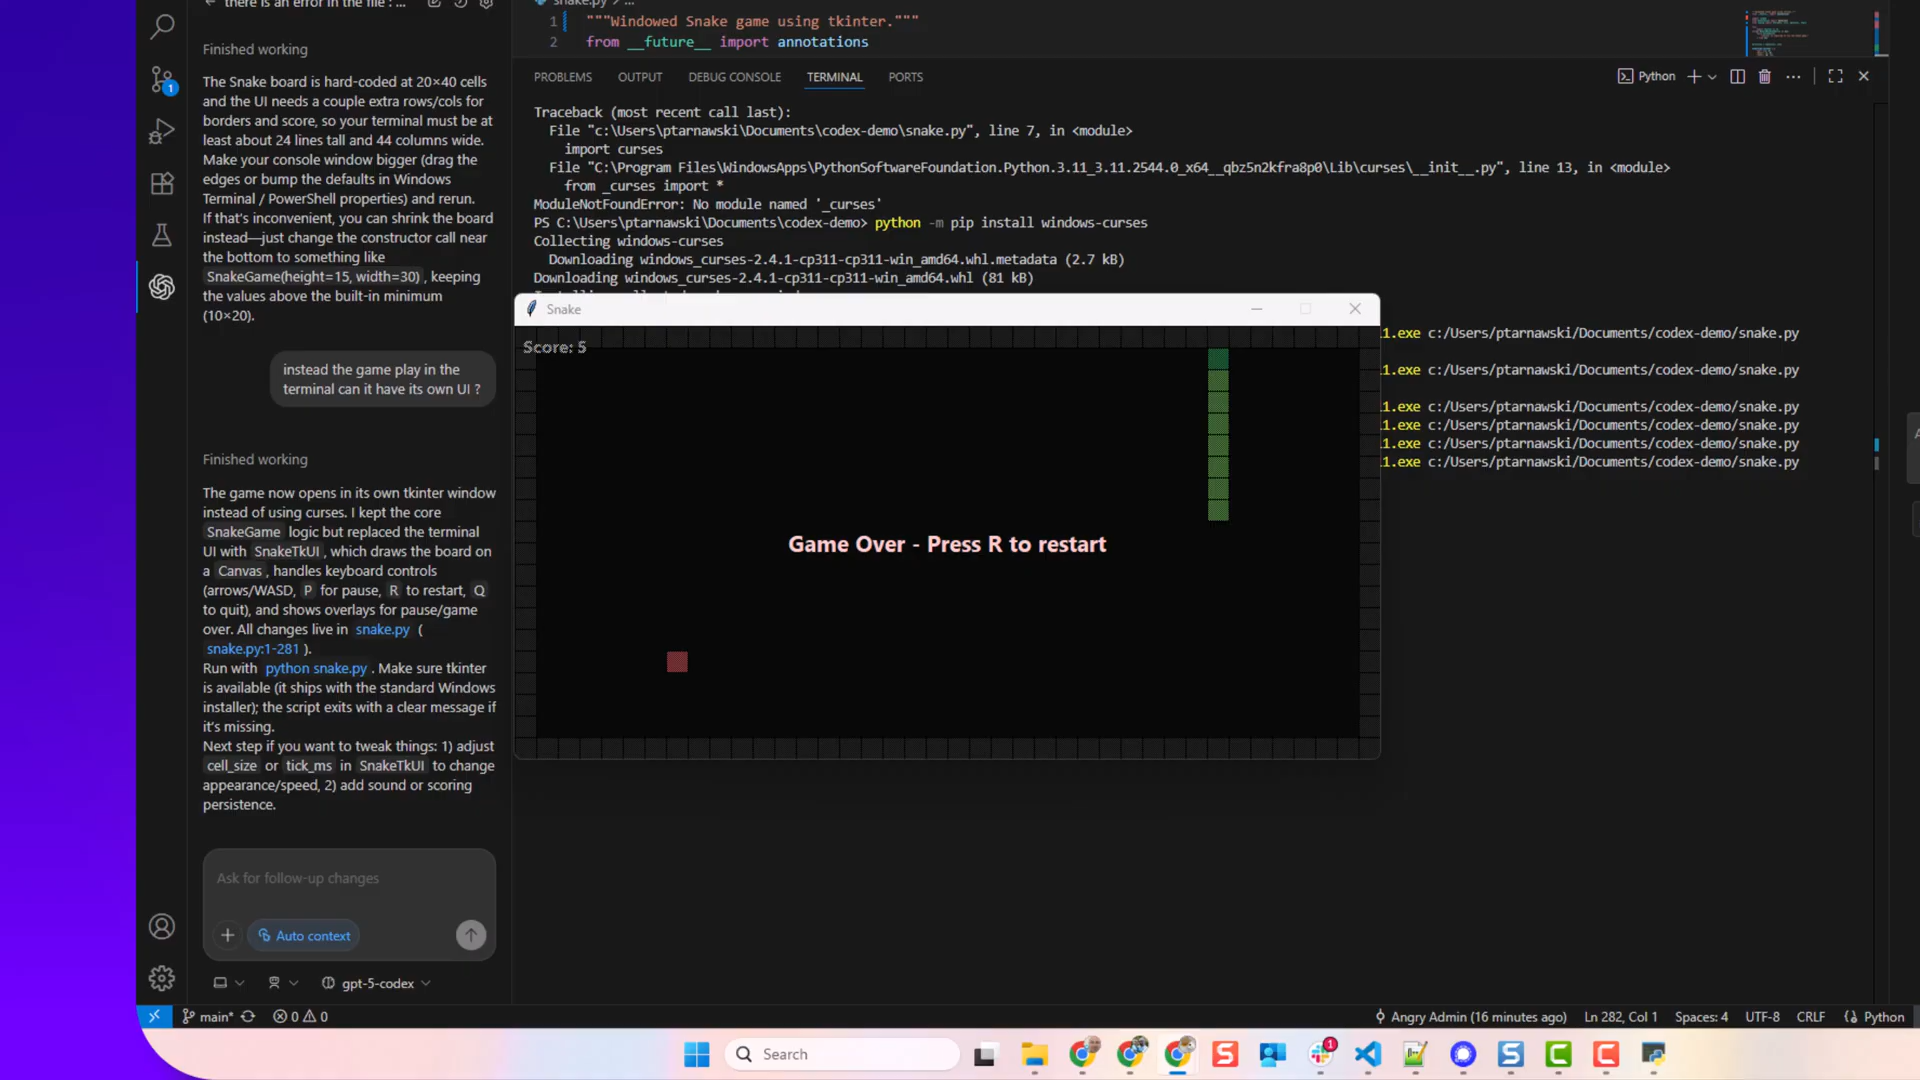 there is an error in the file : ...
Finished working
The Snake board is hard-coded at 20×40 cells
and the UI needs a couple extra rows/cols for
borders and score, so your terminal must be at
least about 24 lines tall and 44 columns wide.
Make your console window bigger (drag the
edges or bump the defaults in Windows
Terminal / PowerShell properties) and rerun.
If that's inconvenient, you can shrink the board
instead—just change the constructor call near
the bottom to something like
SnakeGame(height=15, width=30), keeping
the values above the built-in minimum
(10×20).
instead the game play in the
terminal can it have its own UI ?
Finished working
The game now opens in its own tkinter window
instead of using curses. I kept the core
SnakeGame logic but replaced the terminal
UI with SnakeTkUI, which draws the board on
a Canvas, handles keyboard controls
(arrows/WASD, P for pause, R to restart, Q
to quit), and shows overlays for pause/game
over. All changes live in snake.py (
snake.py:1-281 ).
Run with python snake.py. Make sure tkinter
is available (it ships with the standard Windows
installer); the script exits with a clear message if
it's missing.
Next step if you want to tweak things: 1) adjust
cell_size or tick_ms in SnakeTkUI to change
appearance/speed, 2) add sound or scoring
persistence.
Ask for follow-up changes
Auto context
gpt-5-codex
snake.py > ...
1 """Windowed Snake game using tkinter."""
2 from __future__ import annotations
PROBLEMS OUTPUT DEBUG CONSOLE TERMINAL PORTS
Python
Traceback (most recent call last):
File "c:\Users\ptarnawski\Documents\codex-demo\snake.py", line 7, in <module>
import curses
File "C:\Program Files\WindowsApps\PythonSoftwareFoundation.Python.3.11_3.11.2544.0_x64__qbz5n2kfra8p0\Lib\curses\__init__.py", line 13, in <module>
from _curses import *
ModuleNotFoundError: No module named '_curses'
PS C:\Users\ptarnawski\Documents\codex-demo> python -m pip install windows-curses
Collecting windows-curses
Downloading windows_curses-2.4.1-cp311-cp311-win_amd64.whl.metadata (2.7 kB)
Downloading windows_curses-2.4.1-cp311-cp311-win_amd64.whl (81 kB)
Snake
Score: 5
Game Over - Press R to restart
1.exe c:/Users/ptarnawski/Documents/codex-demo/snake.py
1.exe c:/Users/ptarnawski/Documents/codex-demo/snake.py
1.exe c:/Users/ptarnawski/Documents/codex-demo/snake.py
1.exe c:/Users/ptarnawski/Documents/codex-demo/snake.py
1.exe c:/Users/ptarnawski/Documents/codex-demo/snake.py
1.exe c:/Users/ptarnawski/Documents/codex-demo/snake.py
1
main* 0 0
Angry Admin (16 minutes ago) Ln 282, Col 1 Spaces: 4 UTF-8 CRLF Python
Search
1